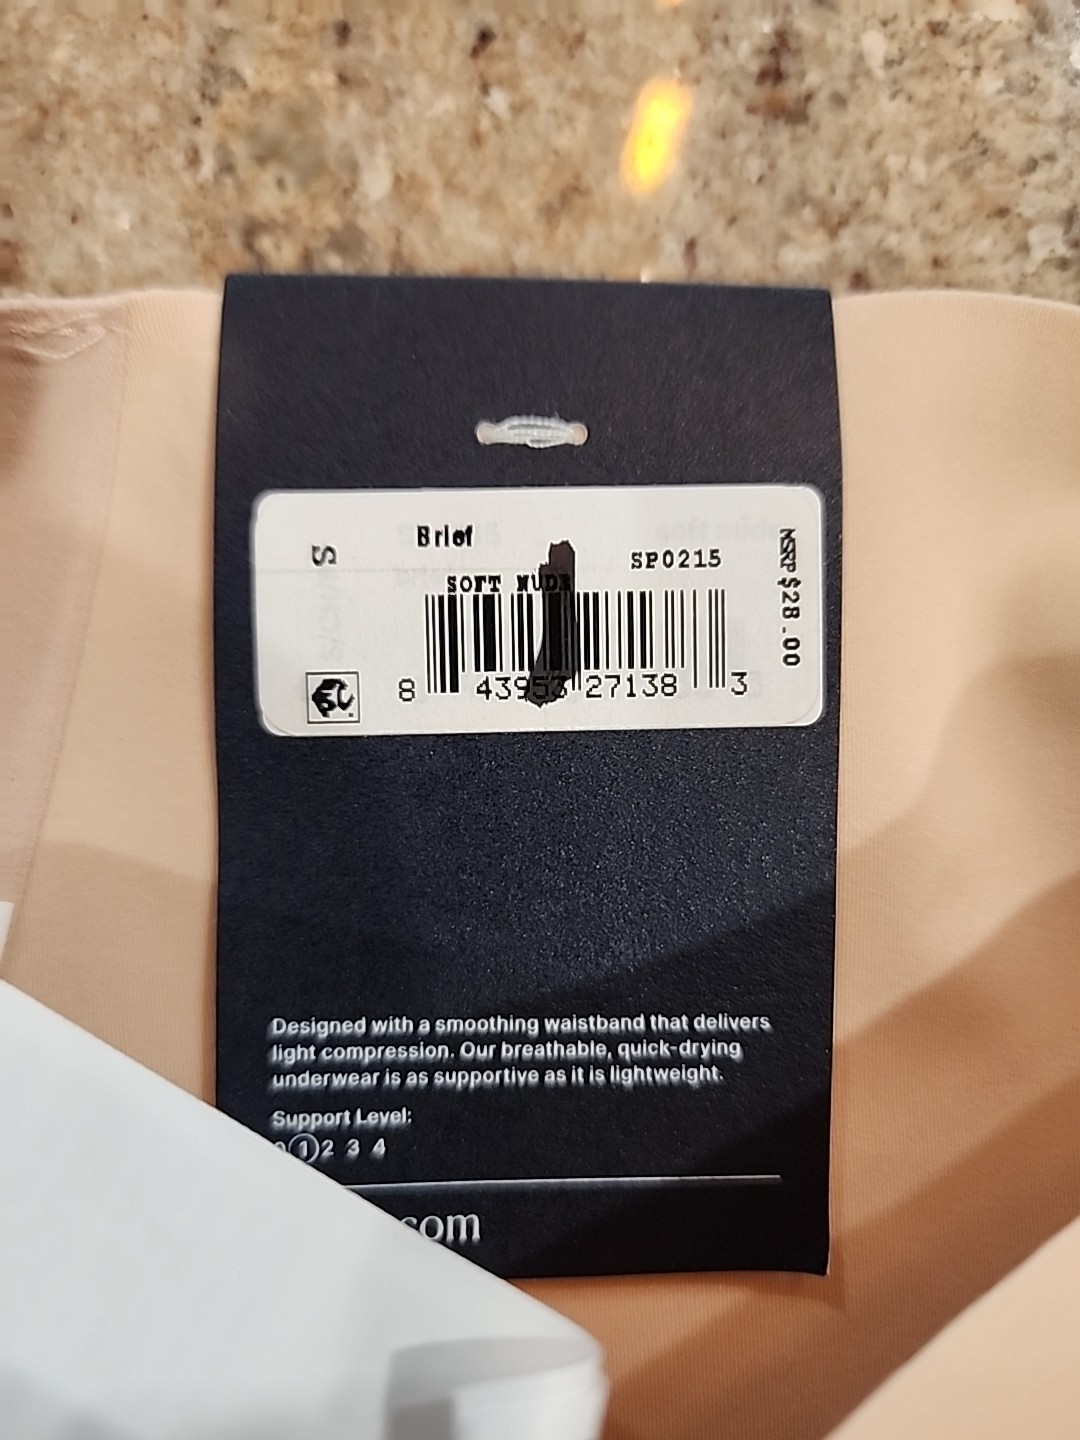 S
Brief
SP0215
SOFT NUDE
MSRP $28.00
8 43953 27138 3
Designed with a smoothing waistband that delivers
light compression. Our breathable, quick-drying
underwear is as supportive as it is lightweight.
Support Level:
1 2 3 4
com